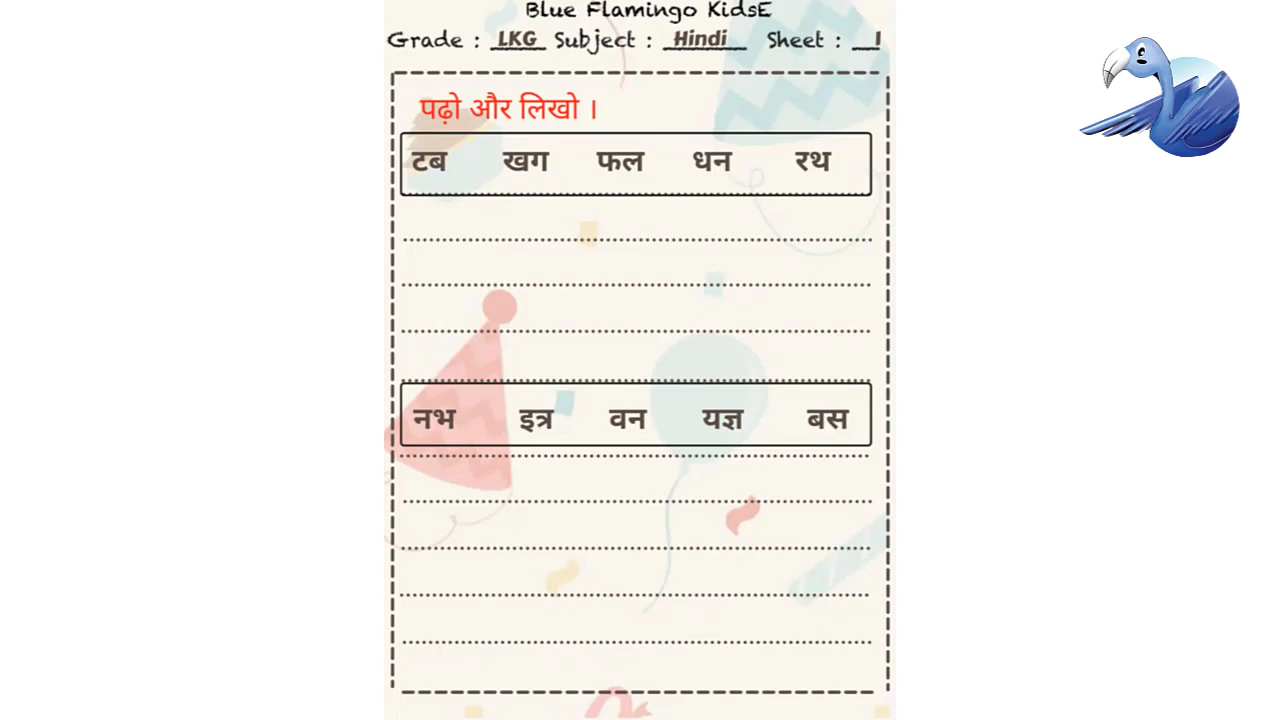 Blue Flamingo KidsE
Grade : LKG Subject : Hindi Sheet : 1
पढ़ो और लिखो ।
टब खग फल धन रथ
नभ इत्र वन यज्ञ बस